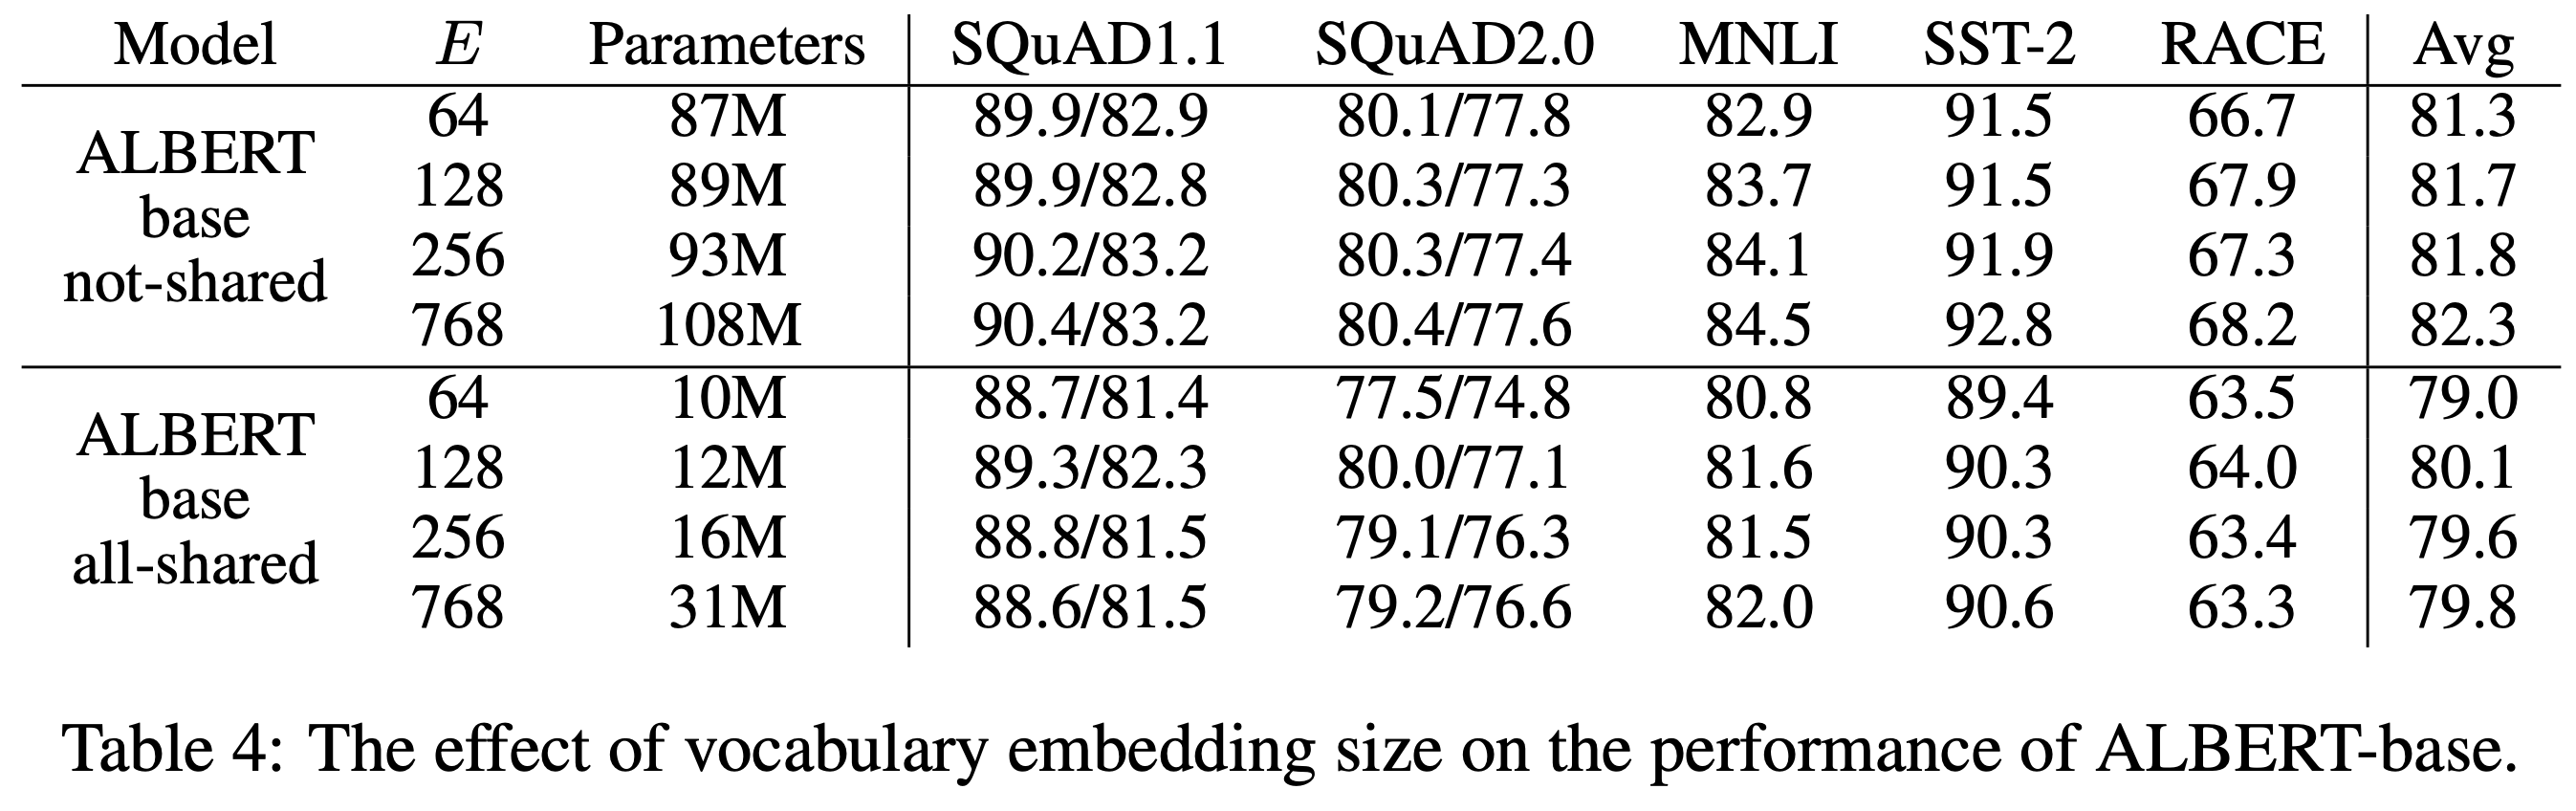 Model E Parameters SQuAD1.1 SQuAD2.0 MNLI SST-2 RACE Avg
ALBERT base not-shared
64 87M 89.9/82.9 80.1/77.8 82.9 91.5 66.7 81.3
128 89M 89.9/82.8 80.3/77.3 83.7 91.5 67.9 81.7
256 93M 90.2/83.2 80.3/77.4 84.1 91.9 67.3 81.8
768 108M 90.4/83.2 80.4/77.6 84.5 92.8 68.2 82.3
ALBERT base all-shared
64 10M 88.7/81.4 77.5/74.8 80.8 89.4 63.5 79.0
128 12M 89.3/82.3 80.0/77.1 81.6 90.3 64.0 80.1
256 16M 88.8/81.5 79.1/76.3 81.5 90.3 63.4 79.6
768 31M 88.6/81.5 79.2/76.6 82.0 90.6 63.3 79.8
Table 4: The effect of vocabulary embedding size on the performance of ALBERT-base.